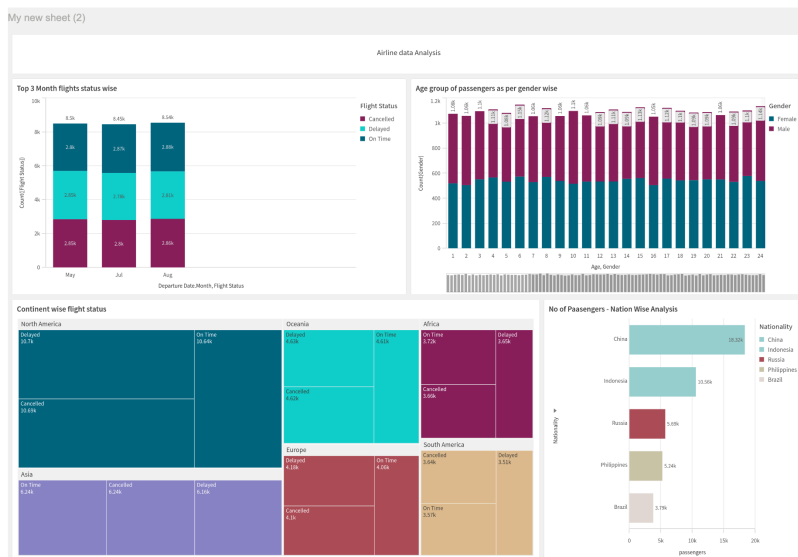 My new sheet (2)
Airline data Analysis
Top 3 Month flights status wise
10k
8k
6k
4k
2k
0
Count([Flight Status])
8.5k
8.45k
2.8k
2.87k
2.88k
2.85k
2.78k
2.81k
2.85k
2.8k
2.86k
May
Jul
Aug
Departure Date.Month, Flight Status
Flight Status
Cancelled
Delayed
On Time
Age group of passengers as per gender wise
1.2k
1k
800
600
400
200
0
Count(Gender)
1 2 3 4 5 6 7 8 9 10 11 12 13 14 15 16 17 18 19 20 21 22 23 24
Age, Gender
Gender
Female
Male
Continent wise flight status
North America
Delayed
10.7k
On Time
10.64k
Cancelled
10.69k
Asia
On Time
6.24k
Cancelled
6.24k
Delayed
Oceania
Delayed
On Time
4.61k
Cancelled
4.62k
Europe
Delayed
4.18k
On Time
4.06k
Cancelled
4.1k
Africa
On Time
3.72k
Delayed
3.65k
Cancelled
3.66k
South America
Cancelled
3.64k
Delayed
3.51k
On Time
3.57k
No of Paasengers - Nation Wise Analysis
Nationality
China
Indonesia
10.56k
Russia
5.69k
Philippines
5.24k
Brazil
3.79k
0
5k
10k
15k
20k
passengers
Nationality
China
Indonesia
Russia
Philippines
Brazil